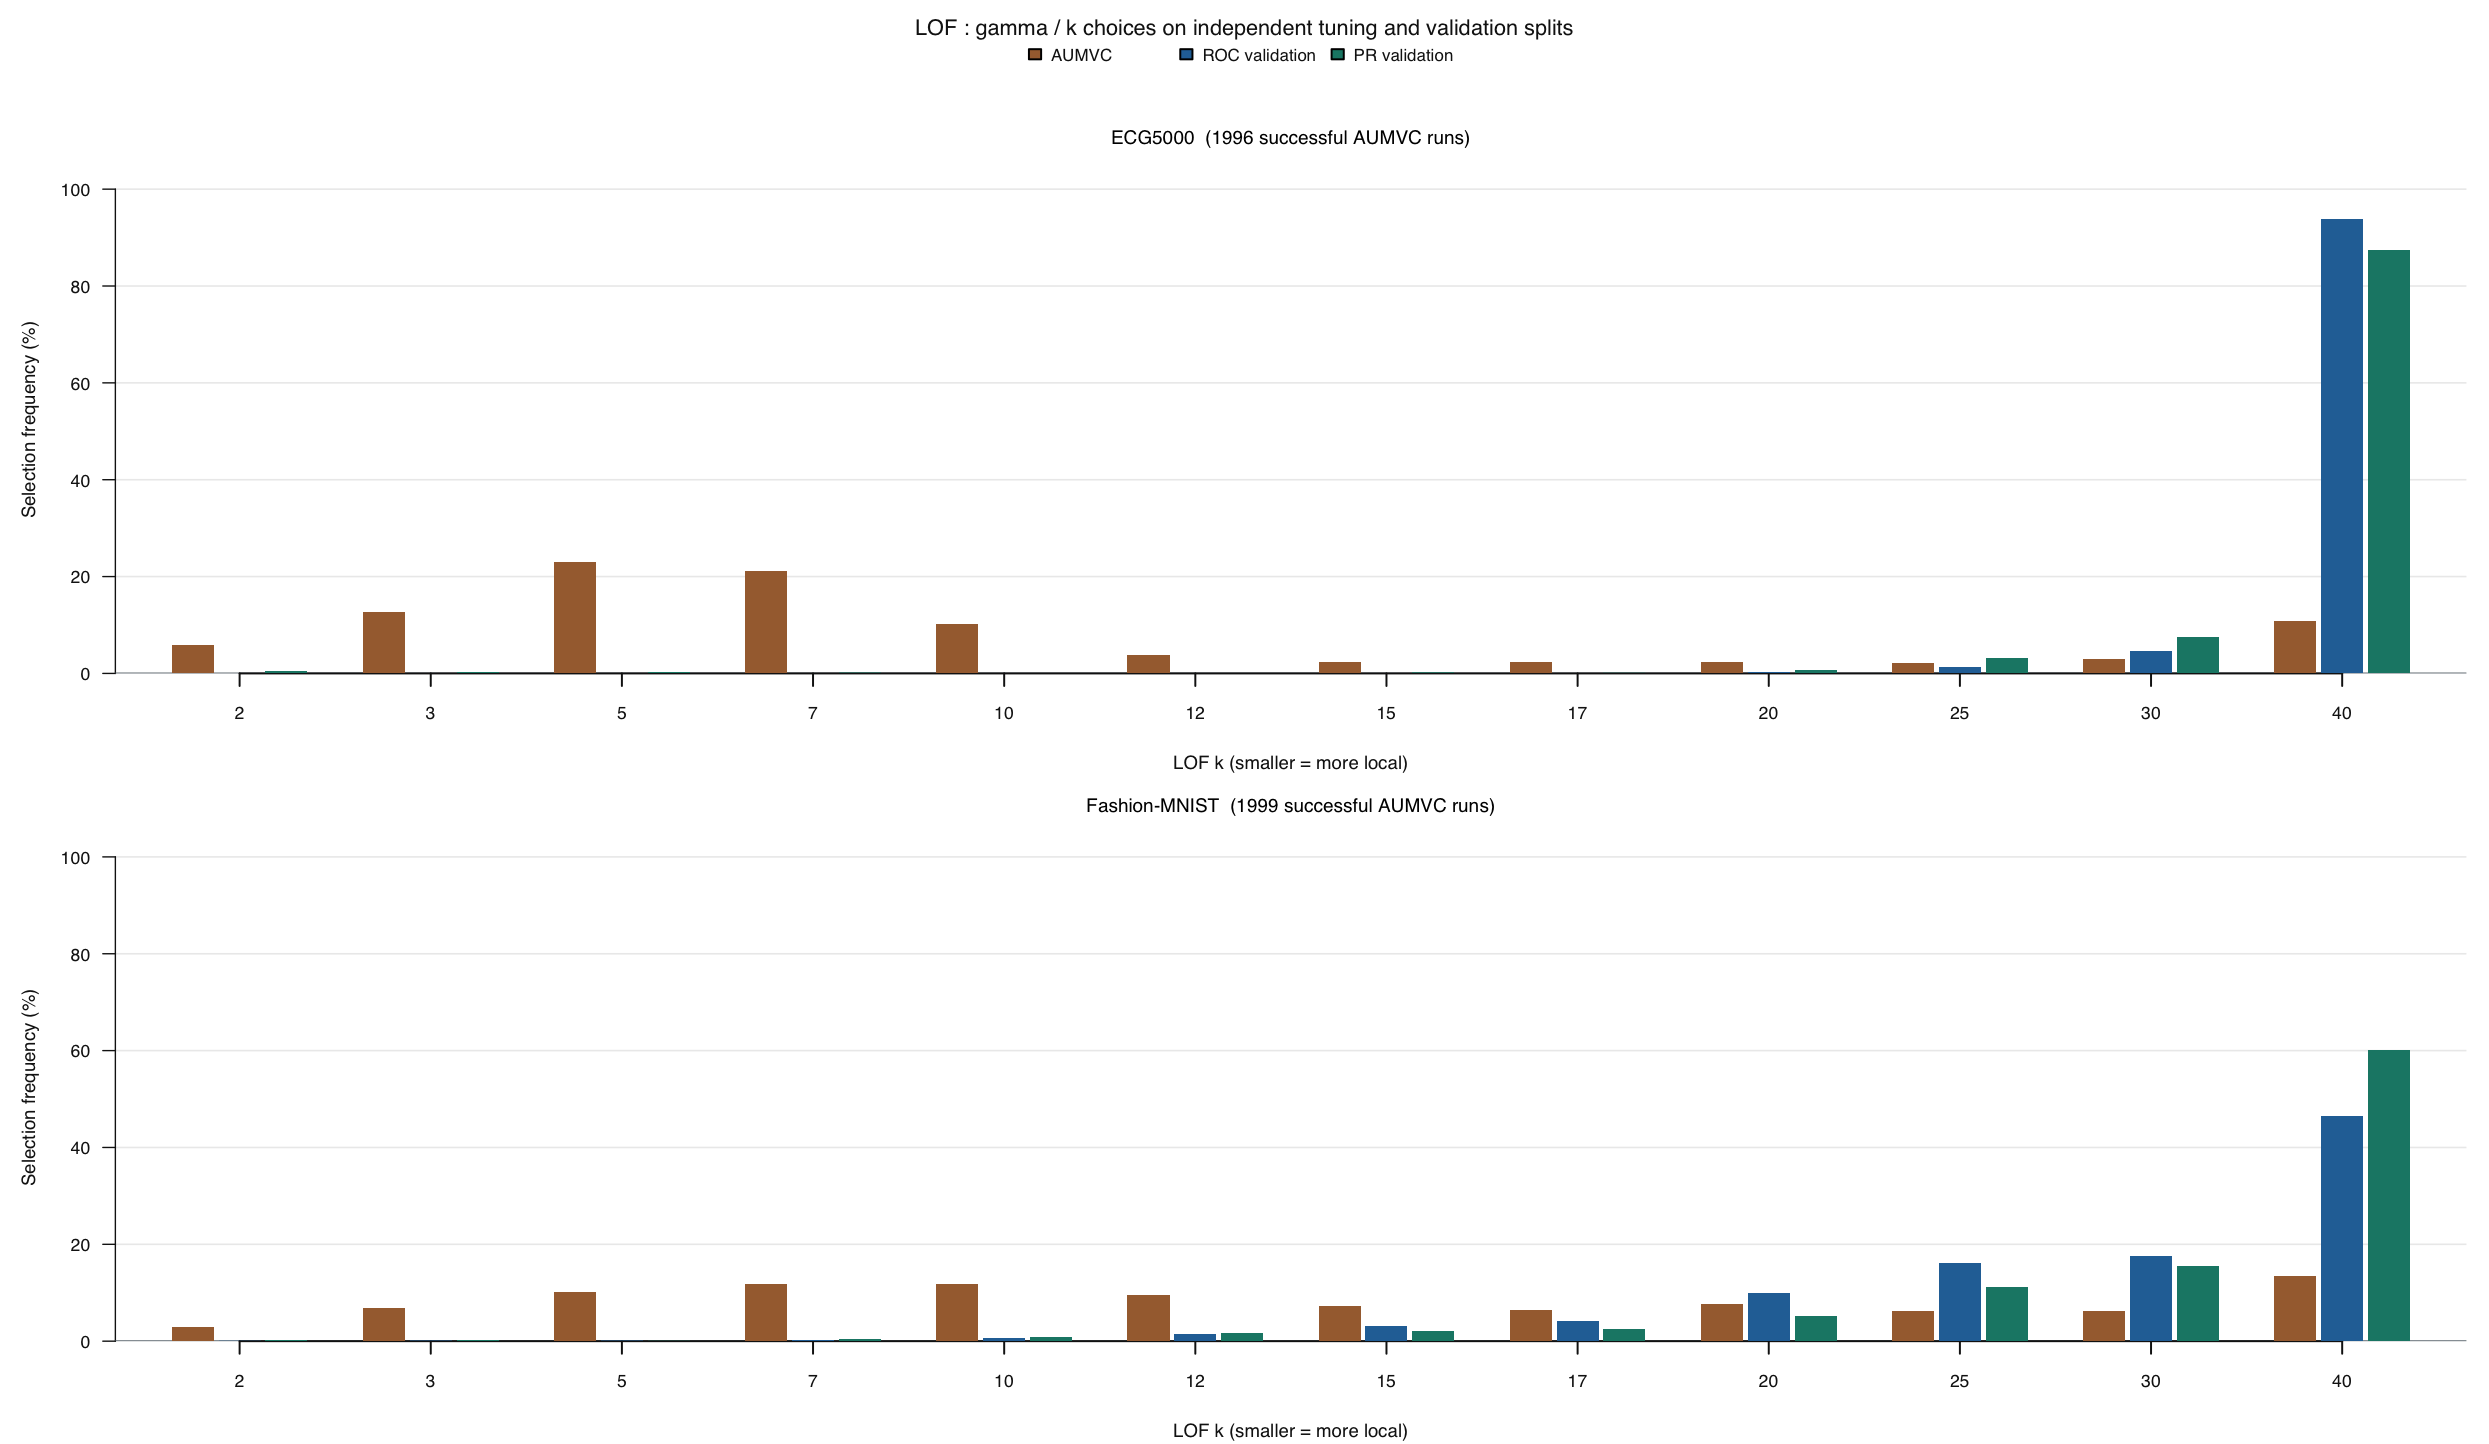 LOF : gamma / k choices on independent tuning and validation splits
AUMVC ROC validation PR validation
ECG5000 (1996 successful AUMVC runs)
Selection frequency (%)
100
80
60
40
20
0
2 3 5 7 10 12 15 17 20 25 30 40
LOF k (smaller = more local)
Fashion-MNIST (1999 successful AUMVC runs)
Selection frequency (%)
100
80
60
40
20
0
2 3 5 7 10 12 15 17 20 25 30 40
LOF k (smaller = more local)